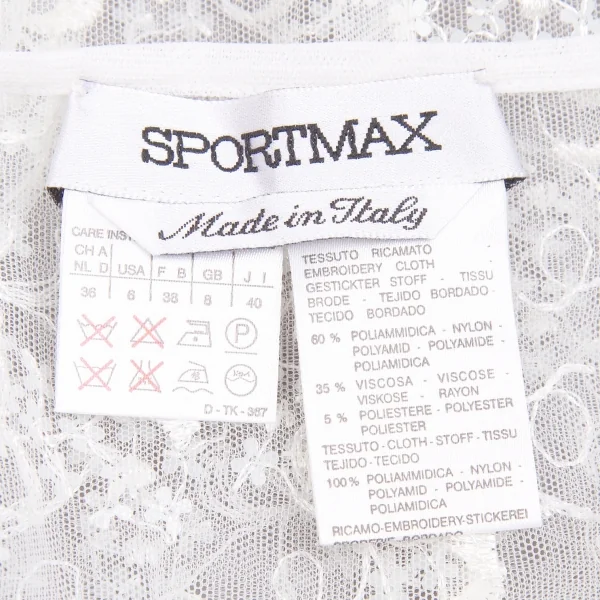 SPORTMAX
Made in Italy
CARE INST
CH A
NL D USA F B GB J I
36 6 38 8 40
P
D - TK - 387
TESSUTO RICAMATO -
EMBROIDERY CLOTH
GESTICKTER STOFF - TISSU
BRODE - TEJIDO BORDADO -
TECIDO BORDADO
60 % POLIAMMIDICA - NYLON -
POLYAMID - POLYAMIDE -
POLIAMIDICA
35 % VISCOSA - VISCOSE -
VISKOSE - RAYON
5 % POLIESTERE - POLYESTER
POLIESTER
TESSUTO-CLOTH-STOFF-TISSU
TEJIDO-TECIDO
100 % POLIAMMIDICA - NYLON -
POLYAMID - POLYAMIDE -
POLIAMIDICA
RICAMO-EMBROIDERY-STICKEREI